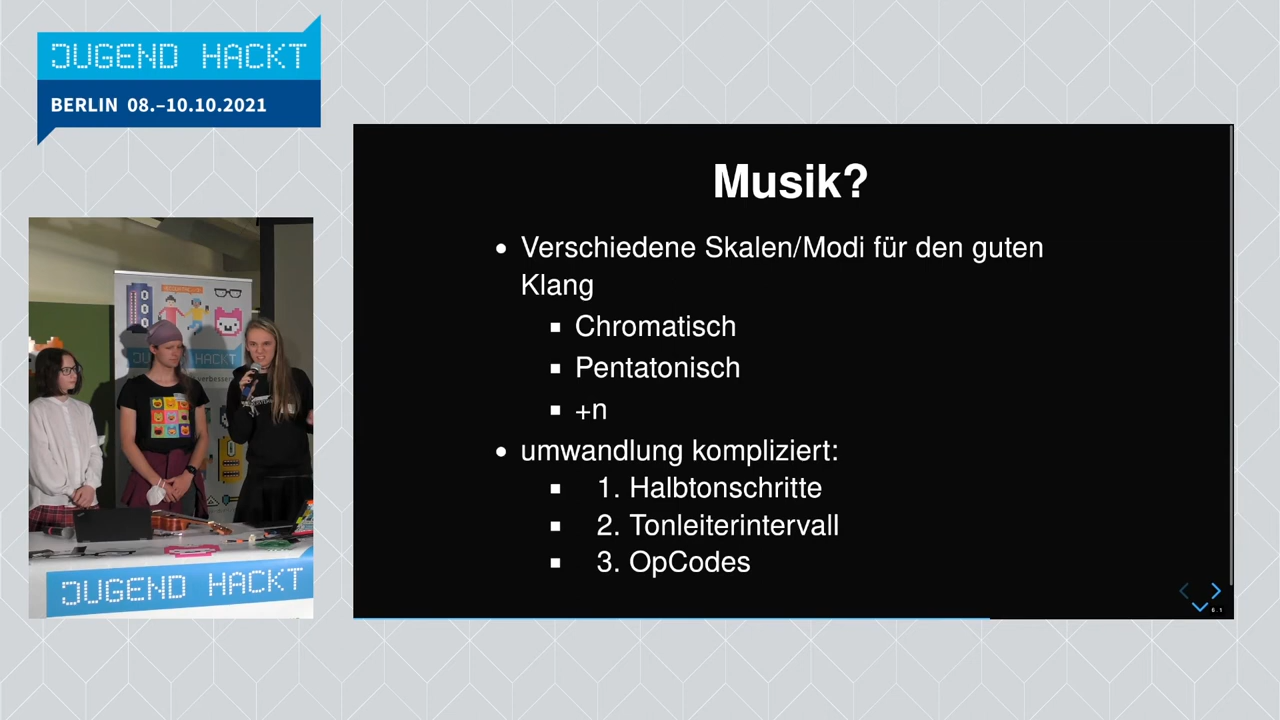 JUGEND HACKT
BERLIN 08.–10.10.2021
Musik?
• Verschiedene Skalen/Modi für den guten
Klang
▪ Chromatisch
▪ Pentatonisch
▪ +n
• umwandlung kompliziert:
▪ 1. Halbtonschritte
▪ 2. Tonleiterintervall
▪ 3. OpCodes
JUGEND HACKT